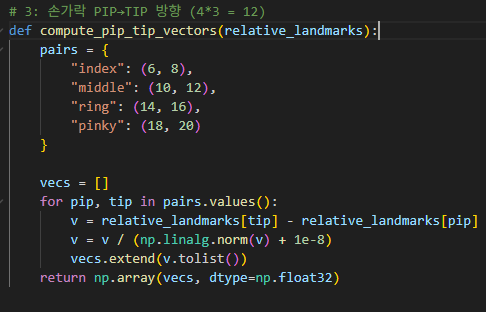 # 3: 손가락 PIP→TIP 방향 (4*3 = 12)
def compute_pip_tip_vectors(relative_landmarks):
    pairs = {
        "index": (6, 8),
        "middle": (10, 12),
        "ring": (14, 16),
        "pinky": (18, 20)
    }

    vecs = []
    for pip, tip in pairs.values():
        v = relative_landmarks[tip] - relative_landmarks[pip]
        v = v / (np.linalg.norm(v) + 1e-8)
        vecs.extend(v.tolist())
    return np.array(vecs, dtype=np.float32)